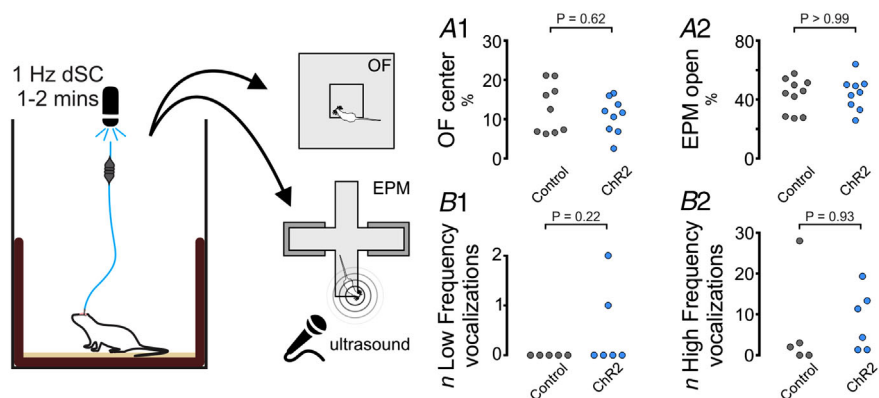 1 Hz dSC
1-2 mins
OF
EPM
ultrasound
A1
P = 0.62
OF center
%
30
20
10
0
Control
ChR2
A2
P > 0.99
EPM open
%
80
40
0
Control
ChR2
B1
P = 0.22
n Low Frequency
vocalizations
2
1
0
Control
ChR2
B2
P = 0.93
n High Frequency
vocalizations
30
20
10
0
Control
ChR2